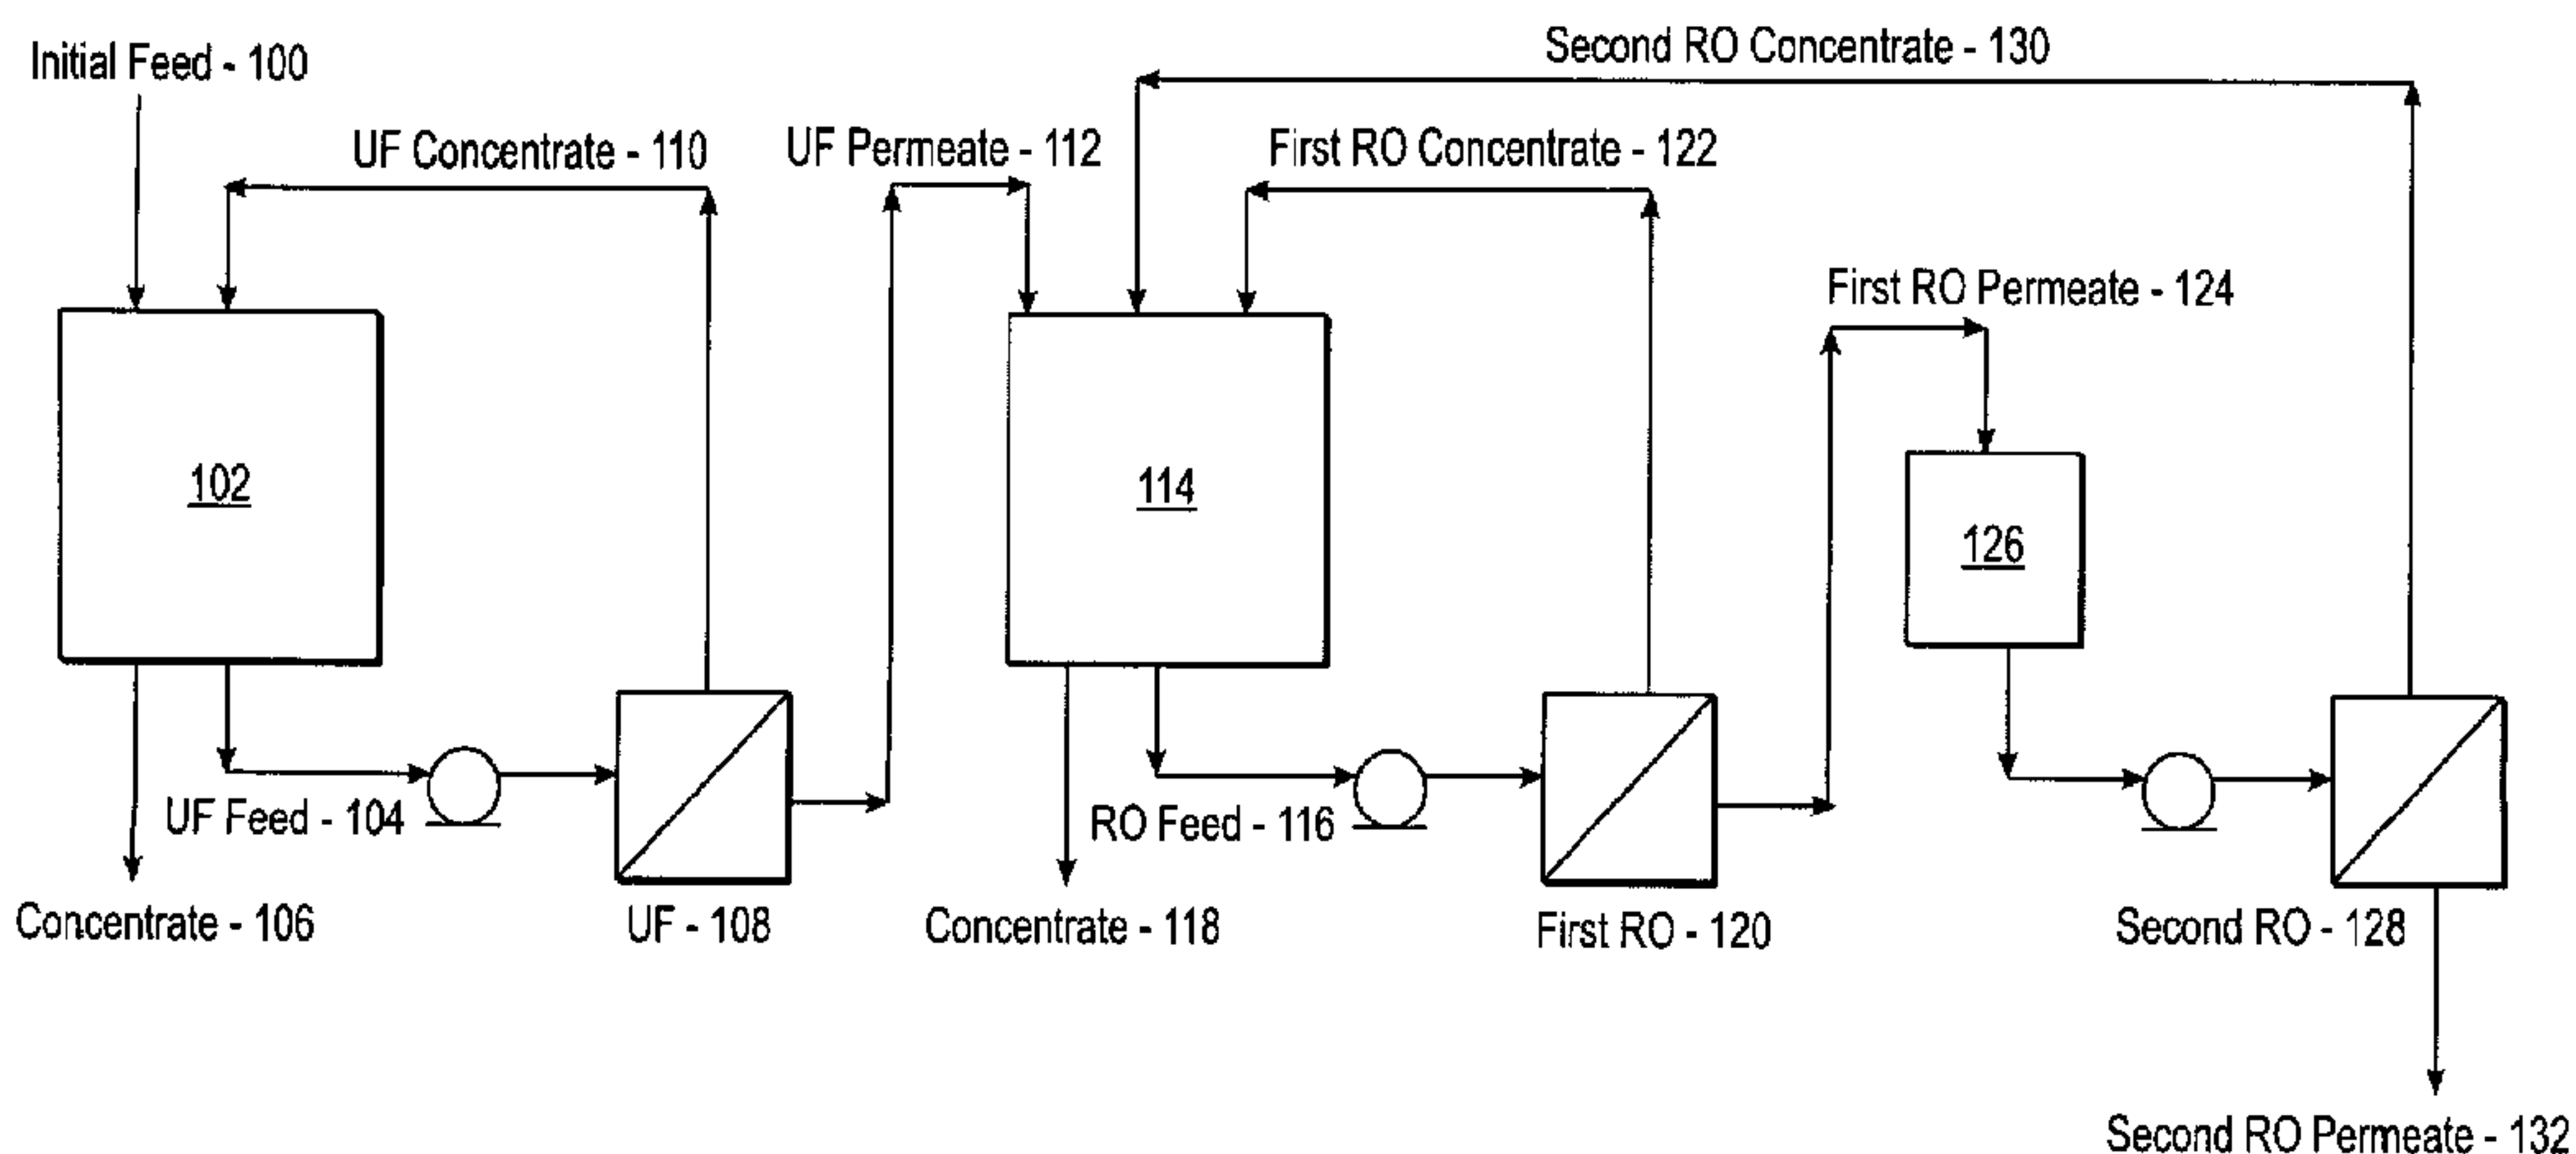 Initial Feed - 100
Second RO Concentrate - 130
UF Concentrate - 110
UF Permeate - 112
First RO Concentrate - 122
First RO Permeate - 124
102
114
126
UF Feed - 104
RO Feed - 116
Concentrate - 106
UF - 108
Concentrate - 118
First RO - 120
Second RO - 128
Second RO Permeate - 132